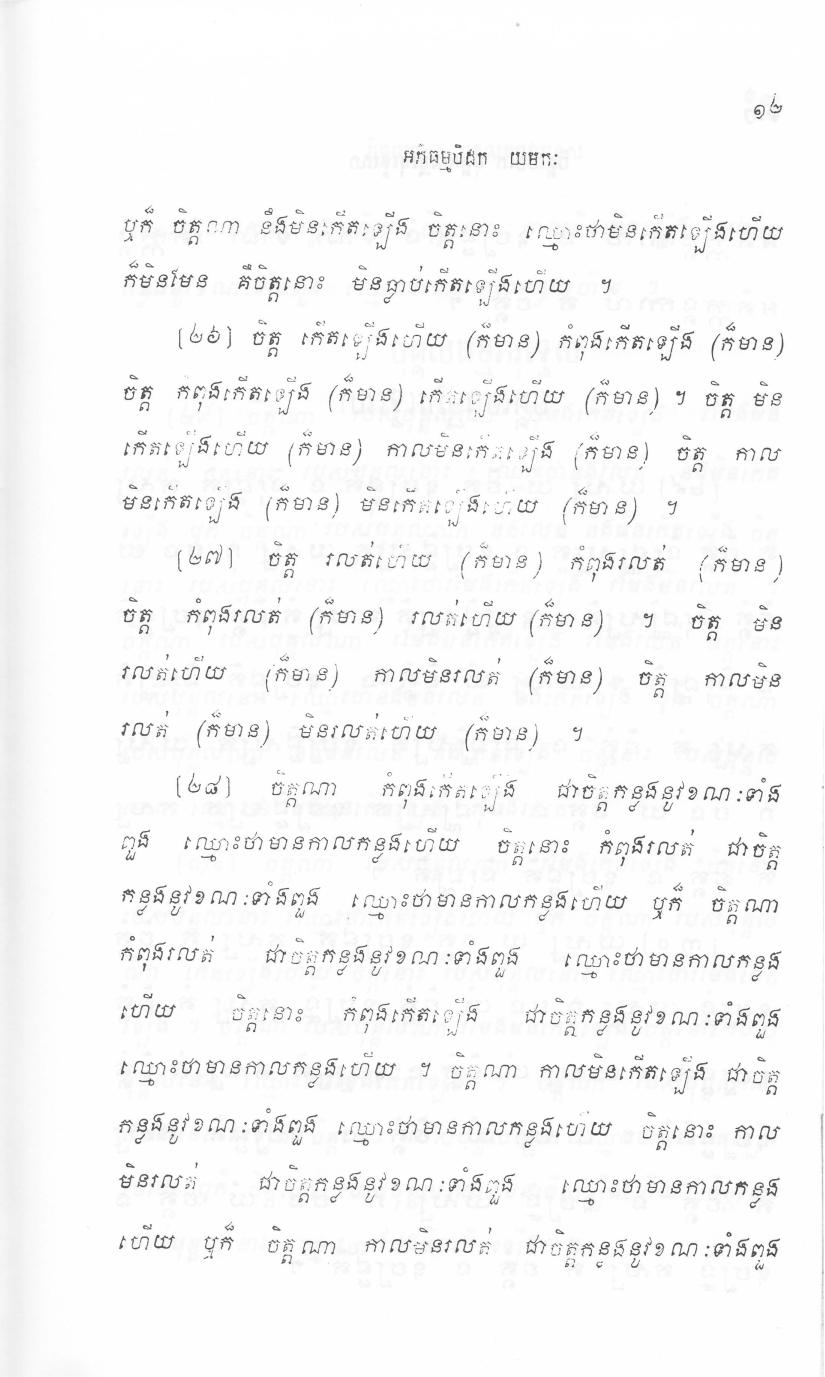 ១២
អភិធម្មបិដក យមកៈ
ឬក៏ ចិត្តណា នឹងមិនកើតឡើង ចិត្តនោះ ឈ្មោះថាមិនកើតឡើងហើយ
ក៏មិនមែន គឺចិត្តនោះ មិនធ្លាប់កើតឡើងហើយ ។
[២៦] ចិត្ត កើតឡើងហើយ (ក៏មាន) កំពុងកើតឡើង (ក៏មាន)
ចិត្ត កំពុងកើតឡើង (ក៏មាន) កើតឡើងហើយ (ក៏មាន) ។ ចិត្ត មិន
កើតឡើងហើយ (ក៏មាន) កាលមិនកើតឡើង (ក៏មាន) ចិត្ត កាល
មិនកើតឡើង (ក៏មាន) មិនកើតឡើងហើយ (ក៏មាន) ។
[២៧] ចិត្ត រលត់ហើយ (ក៏មាន) កំពុងរលត់ (ក៏មាន)
ចិត្ត កំពុងរលត់ (ក៏មាន) រលត់ហើយ (ក៏មាន) ។ ចិត្ត មិន
រលត់ហើយ (ក៏មាន) កាលមិនរលត់ (ក៏មាន) ចិត្ត កាលមិន
រលត់ (ក៏មាន) មិនរលត់ហើយ (ក៏មាន) ។
[២៨] ចិត្តណា កំពុងកើតឡើង ជាចិត្តកន្លងនូវខណៈទាំង
ពួង ឈ្មោះថាមានកាលកន្លងហើយ ចិត្តនោះ កំពុងរលត់ ជាចិត្ត
កន្លងនូវខណៈទាំងពួង ឈ្មោះថាមានកាលកន្លងហើយ ឬក៏ ចិត្តណា
កំពុងរលត់ ជាចិត្តកន្លងនូវខណៈទាំងពួង ឈ្មោះថាមានកាលកន្លង
ហើយ ចិត្តនោះ កំពុងកើតឡើង ជាចិត្តកន្លងនូវខណៈទាំងពួង
ឈ្មោះថាមានកាលកន្លងហើយ ។ ចិត្តណា កាលមិនកើតឡើង ជាចិត្ត
កន្លងនូវខណៈទាំងពួង ឈ្មោះថាមានកាលកន្លងហើយ ចិត្តនោះ កាល
មិនរលត់ ជាចិត្តកន្លងនូវខណៈទាំងពួង ឈ្មោះថាមានកាលកន្លង
ហើយ ឬក៏ ចិត្តណា កាលមិនរលត់ ជាចិត្តកន្លងនូវខណៈទាំងពួង